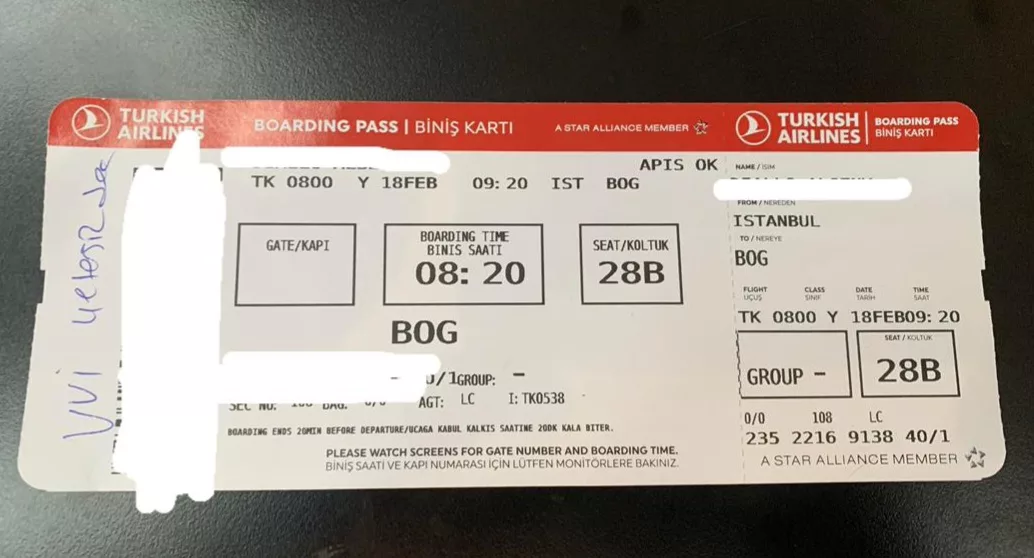 TURKISH AIRLINES
BOARDING PASS | BİNİŞ KARTI
A STAR ALLIANCE MEMBER
APIS OK
TK 0800 Y 18FEB 09:20 IST BOG
GATE/KAPI
BOARDING TIME
BINIS SAATI
08:20
SEAT/KOLTUK
28B
BOG
/1GROUP: -
AGT: LC I: TK0538
BOARDING ENDS 20MIN BEFORE DEPARTURE/UCAGA KABUL KALKIS SAATINE 20DK KALA BITER.
PLEASE WATCH SCREENS FOR GATE NUMBER AND BOARDING TIME.
BİNİŞ SAATİ VE KAPI NUMARASI İÇİN LÜTFEN MONİTÖRLERE BAKINIZ.
TURKISH AIRLINES
BOARDING PASS
BİNİŞ KARTI
NAME / İSİM
FROM / NEREDEN
ISTANBUL
TO / NEREYE
BOG
FLIGHT CLASS DATE TIME
UÇUŞ SINIF TARİH SAAT
TK 0800 Y 18FEB09:20
GROUP -
SEAT / KOLTUK
28B
0/0 108 LC
235 2216 9138 40/1
A STAR ALLIANCE MEMBER